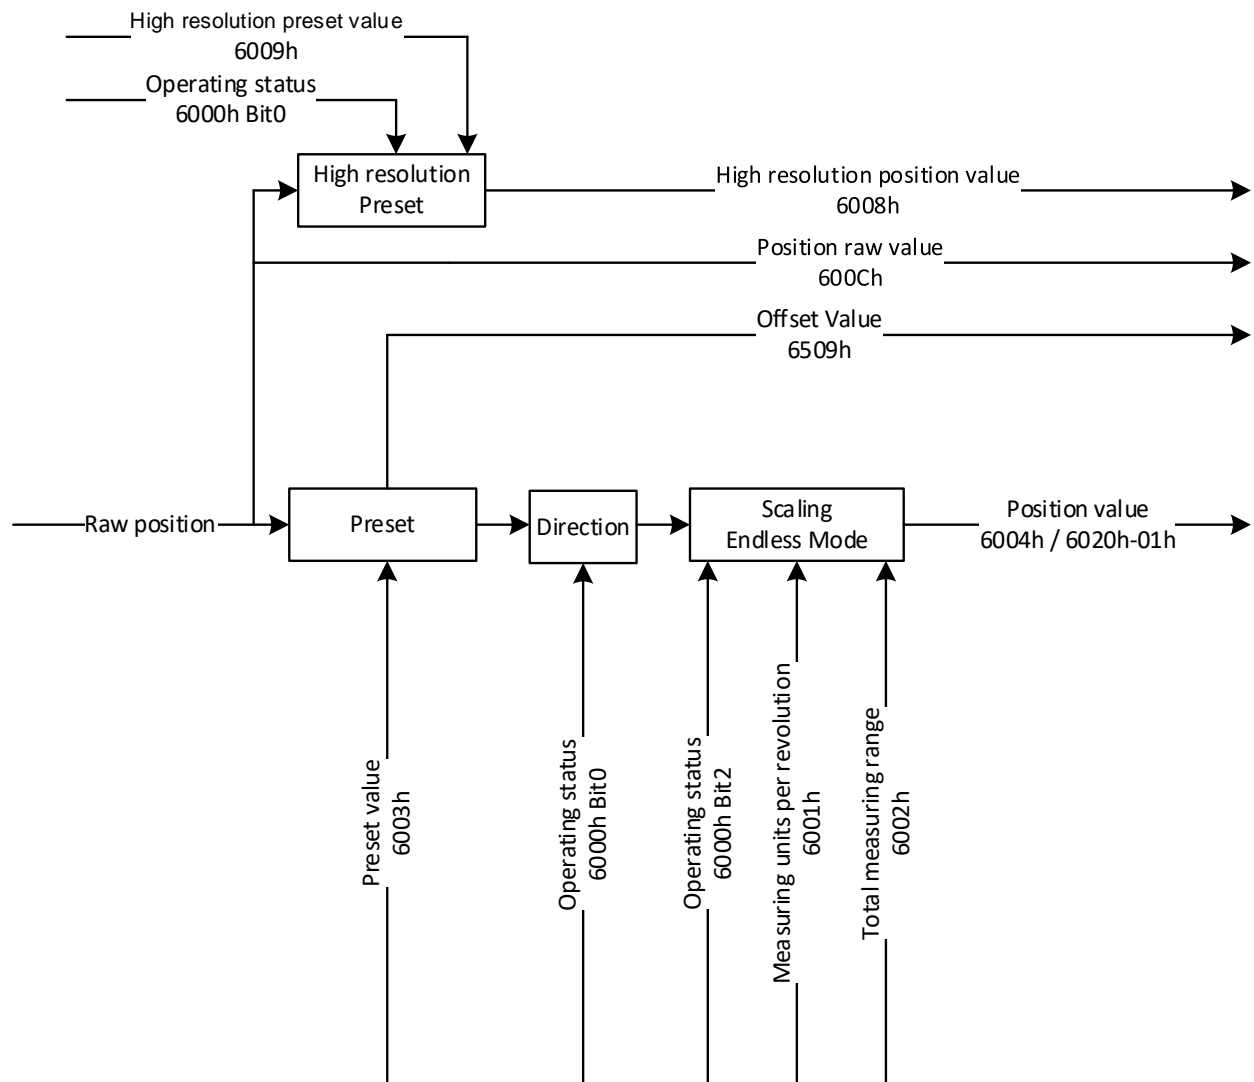 High resolution preset value
6009h
Operating status
6000h Bit0
High resolution
Preset
High resolution position value
6008h
Position raw value
600Ch
Offset Value
6509h
Raw position
Preset
Direction
Scaling
Endless Mode
Position value
6004h / 6020h-01h
Preset value
6003h
Operating status
6000h Bit0
Operating status
6000h Bit2
Measuring units per revolution
6001h
Total measuring range
6002h